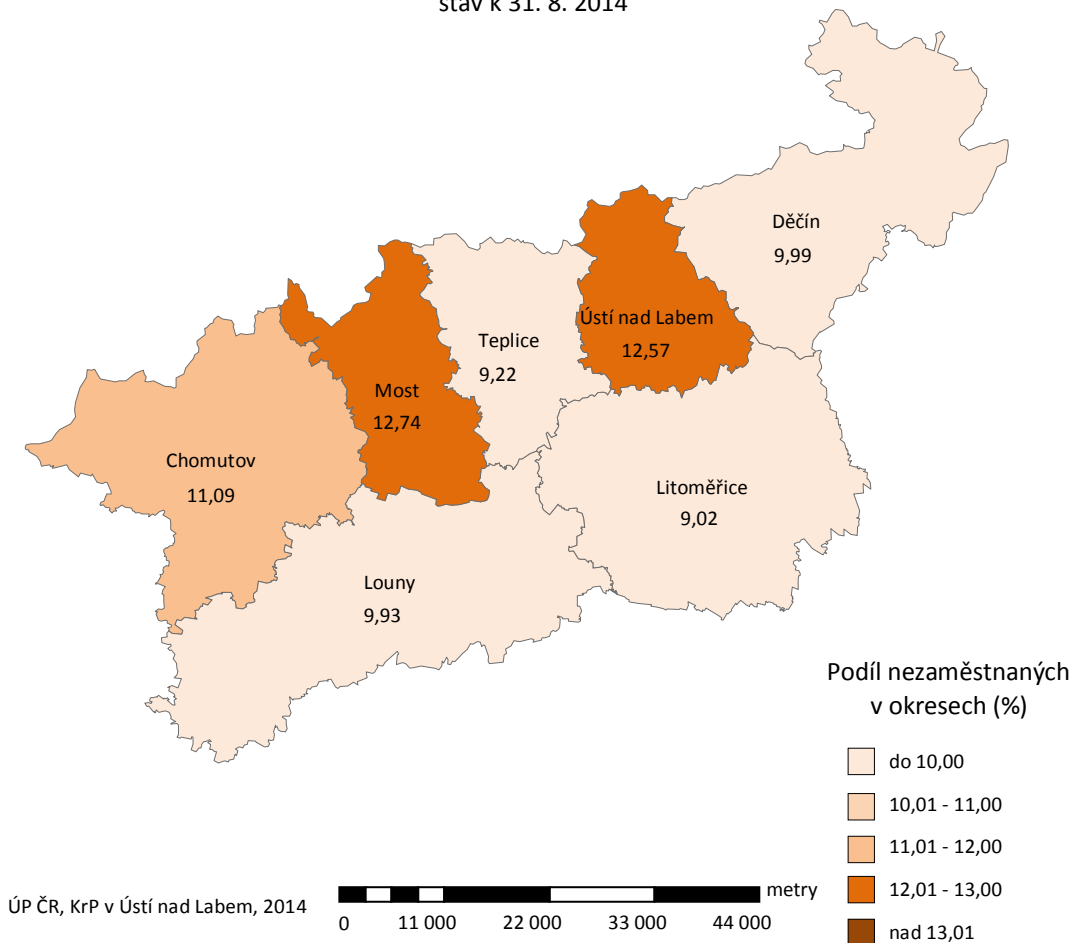 stav k 31. 8. 2014
Děčín
9,99
Ústí nad Labem
12,57
Teplice
9,22
Most
12,74
Chomutov
11,09
Litoměřice
9,02
Louny
9,93
Podíl nezaměstnaných
v okresech (%)
do 10,00
10,01 - 11,00
11,01 - 12,00
12,01 - 13,00
nad 13,01
ÚP ČR, KrP v Ústí nad Labem, 2014
metry
0 11 000 22 000 33 000 44 000